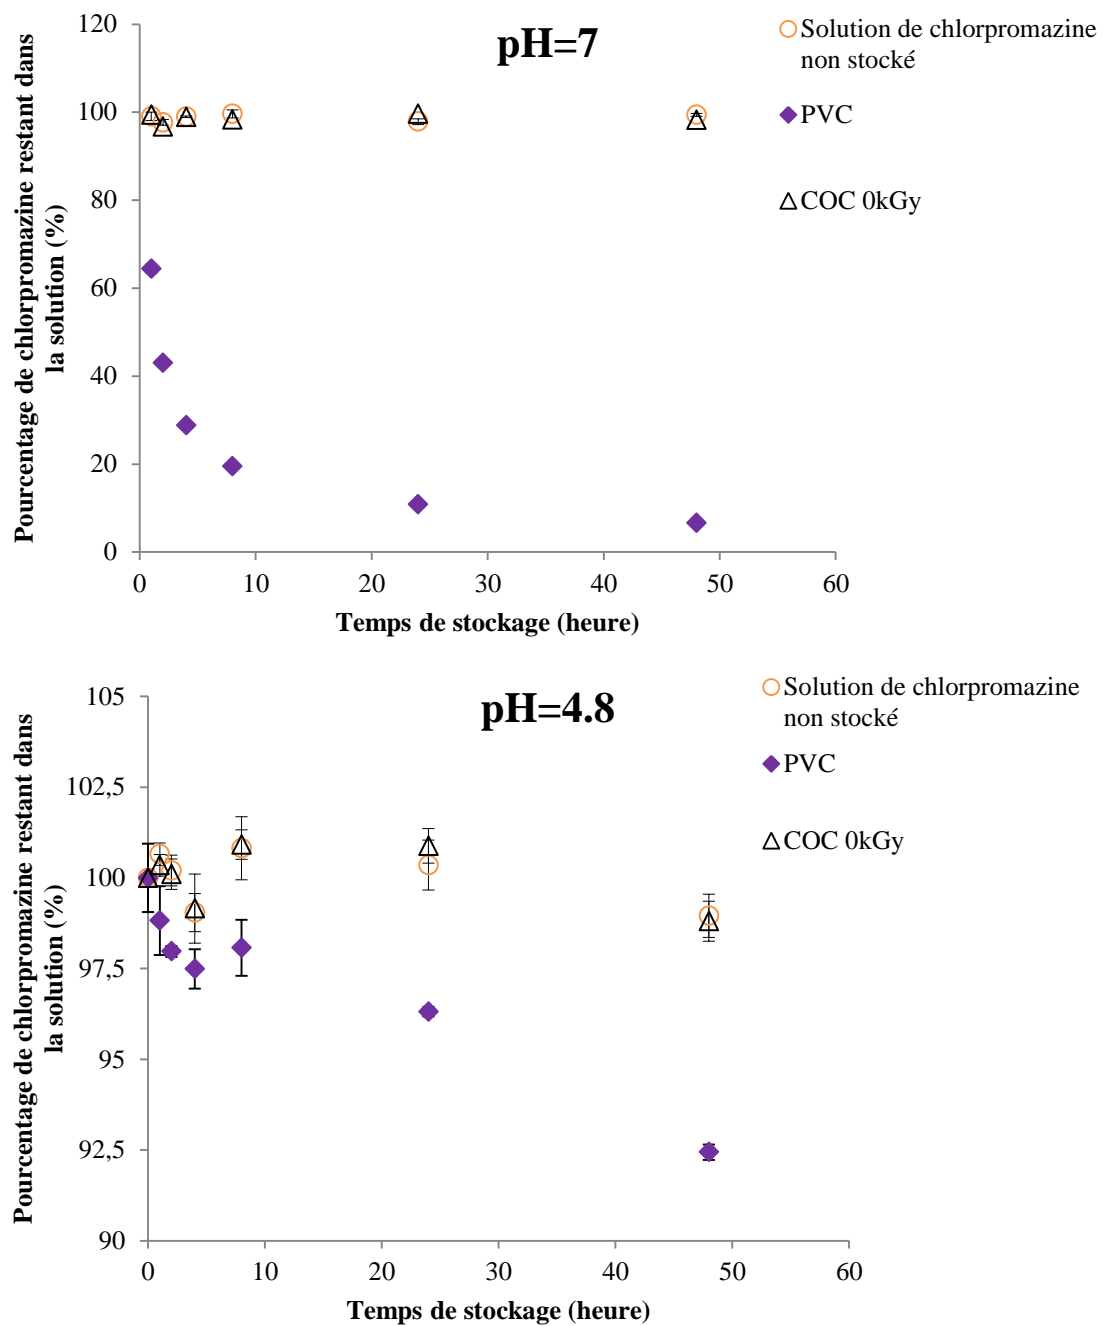 pH=7
Solution de chlorpromazine
non stocké
PVC
COC 0kGy
Pourcentage de chlorpromazine restant dans
la solution (%)
120
100
80
60
40
20
0
0 10 20 30 40 50 60
Temps de stockage (heure)
pH=4.8
Solution de chlorpromazine
non stocké
PVC
COC 0kGy
Pourcentage de chlorpromazine restant dans
la solution (%)
105
102,5
100
97,5
95
92,5
90
0 10 20 30 40 50 60
Temps de stockage (heure)